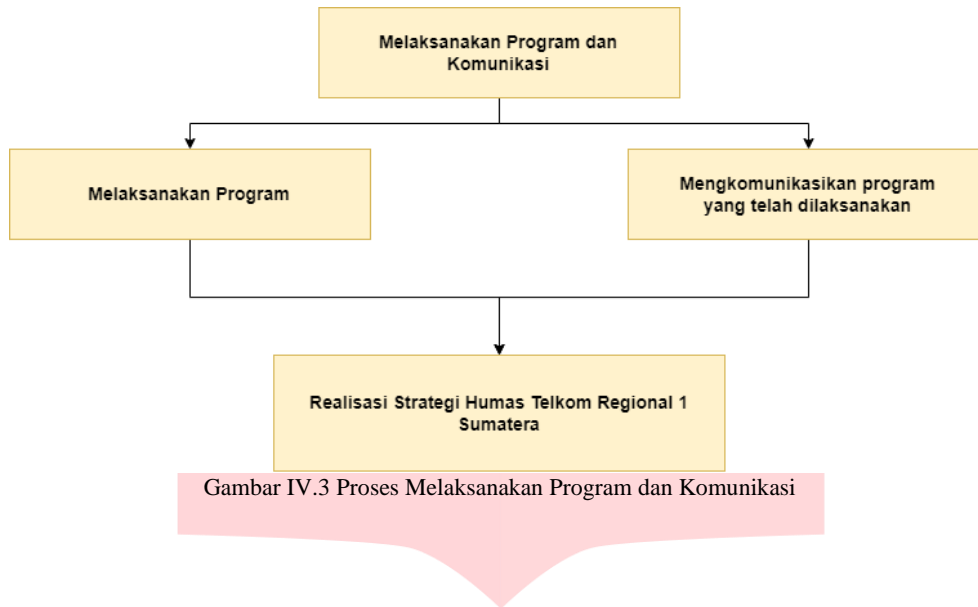 Melaksanakan Program dan
Komunikasi
Melaksanakan Program
Mengkomunikasikan program
yang telah dilaksanakan
Realisasi Strategi Humas Telkom Regional 1
Sumatera
Gambar IV.3 Proses Melaksanakan Program dan Komunikasi